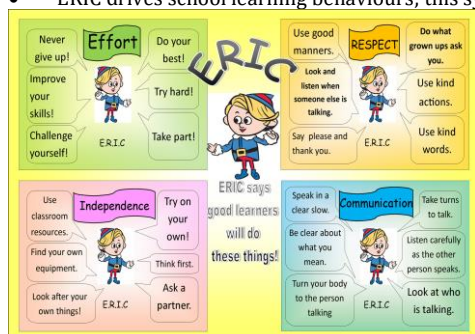 ERIC drives school learning behaviours, this s
Never
give up!
Improve
your
skills!
Challenge
yourself!
Effort
Do your
best!
Try hard!
Take part!
E.R.I.C
ERIC
ERIC says
good learners
will do
these things!
Use good
manners.
Look and
listen when
someone else is
talking.
Say please and
thank you.
RESPECT
Do what
grown ups ask
you.
Use kind
actions.
Use kind
words.
E.R.I.C
Use
classroom
resources.
Find your own
equipment.
Look after your
own things!
Independence
Try on
your
own!
Think first.
Ask a
partner.
E.R.I.C
Speak in a
clear slow.
Be clear about
what you
mean.
Turn your body
to the person
talking
Communication
Take turns
to talk.
Listen carefully
as the other
person speaks.
Look at who
is talking.
E.R.I.C